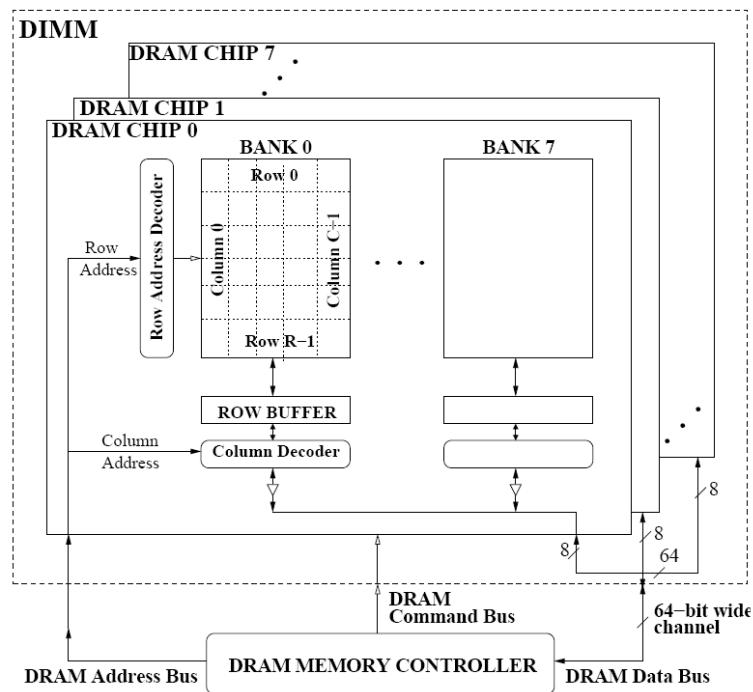 DIMM
DRAM CHIP 7
DRAM CHIP 1
DRAM CHIP 0
BANK 0
BANK 7
Row 0
Row Address Decoder
Column 0
Column C−1
Row
Address
Row R−1
ROW BUFFER
Column
Address
Column Decoder
8
8
8
64
DRAM
Command Bus
64−bit wide
channel
DRAM Address Bus
DRAM MEMORY CONTROLLER
DRAM Data Bus